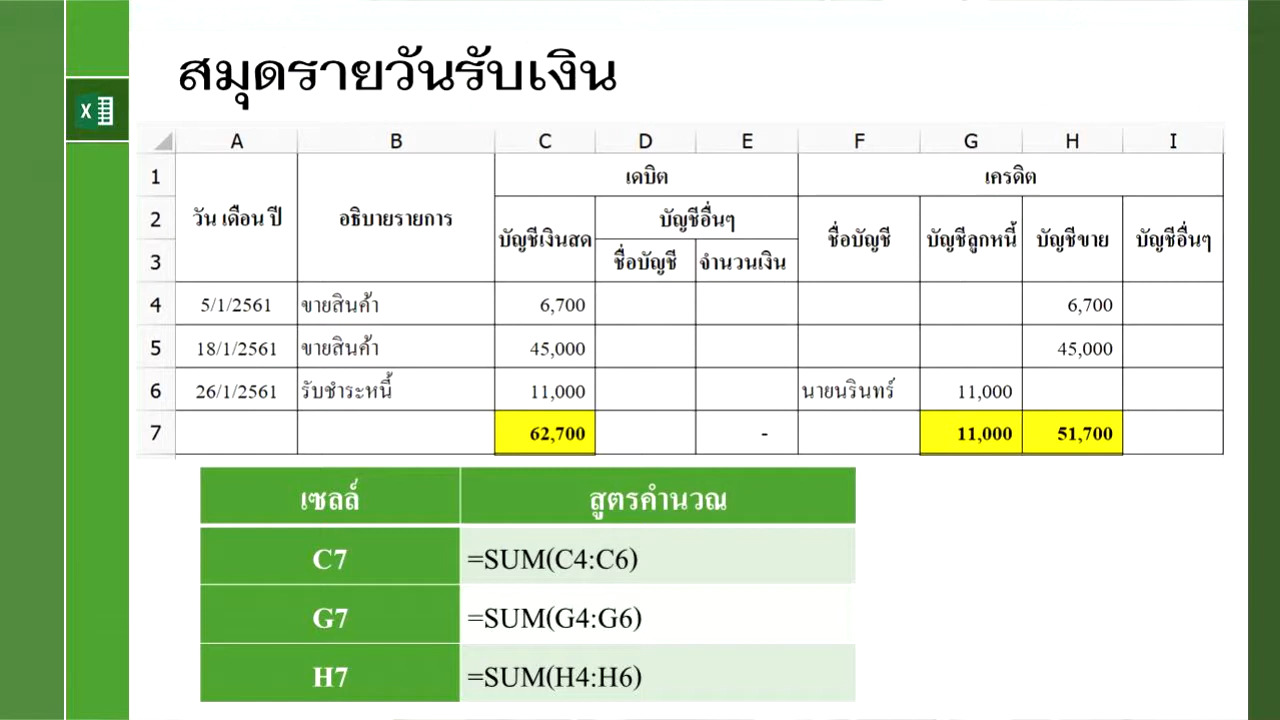 สมุดรายวันรับเงิน
X
A B C D E F G H I
1 เดบิต เครดิต
2 วัน เดือน ปี อธิบายรายการ บัญชีเงินสด บัญชีอื่นๆ ชื่อบัญชี บัญชีลูกหนี้ บัญชีขาย บัญชีอื่นๆ
3 ชื่อบัญชี จำนวนเงิน
4 5/1/2561 ขายสินค้า 6,700 6,700
5 18/1/2561 ขายสินค้า 45,000 45,000
6 26/1/2561 รับชำระหนี้ 11,000 นายนรินทร์ 11,000
7 62,700 - 11,000 51,700
เซลล์ สูตรคำนวณ
C7 =SUM(C4:C6)
G7 =SUM(G4:G6)
H7 =SUM(H4:H6)